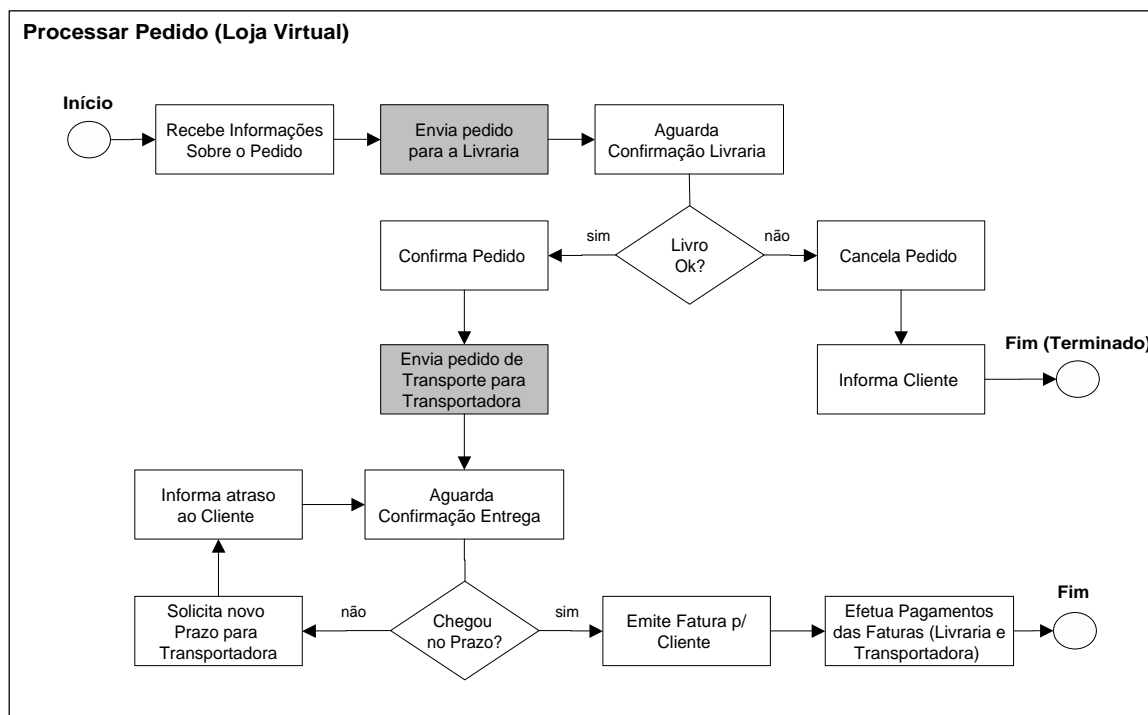 Processar Pedido (Loja Virtual)
Início
Recebe Informações
Sobre o Pedido
Envia pedido
para a Livraria
Aguarda
Confirmação Livraria
Confirma Pedido
sim
Livro
Ok?
não
Cancela Pedido
Envia pedido de
Transporte para
Transportadora
Informa Cliente
Fim (Terminado)
Informa atraso
ao Cliente
Aguarda
Confirmação Entrega
Solicita novo
Prazo para
Transportadora
não
Chegou
no Prazo?
sim
Emite Fatura p/
Cliente
Efetua Pagamentos
das Faturas (Livraria e
Transportadora)
Fim